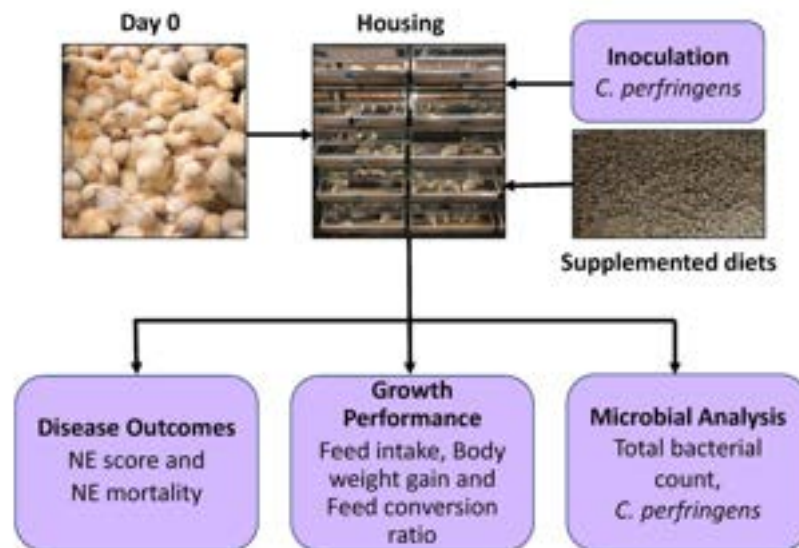 Day 0
Housing
Inoculation
C. perfringens
Supplemented diets
Disease Outcomes
NE score and
NE mortality
Growth
Performance
Feed intake, Body
weight gain and
Feed conversion
ratio
Microbial Analysis
Total bacterial
count,
C. perfringens